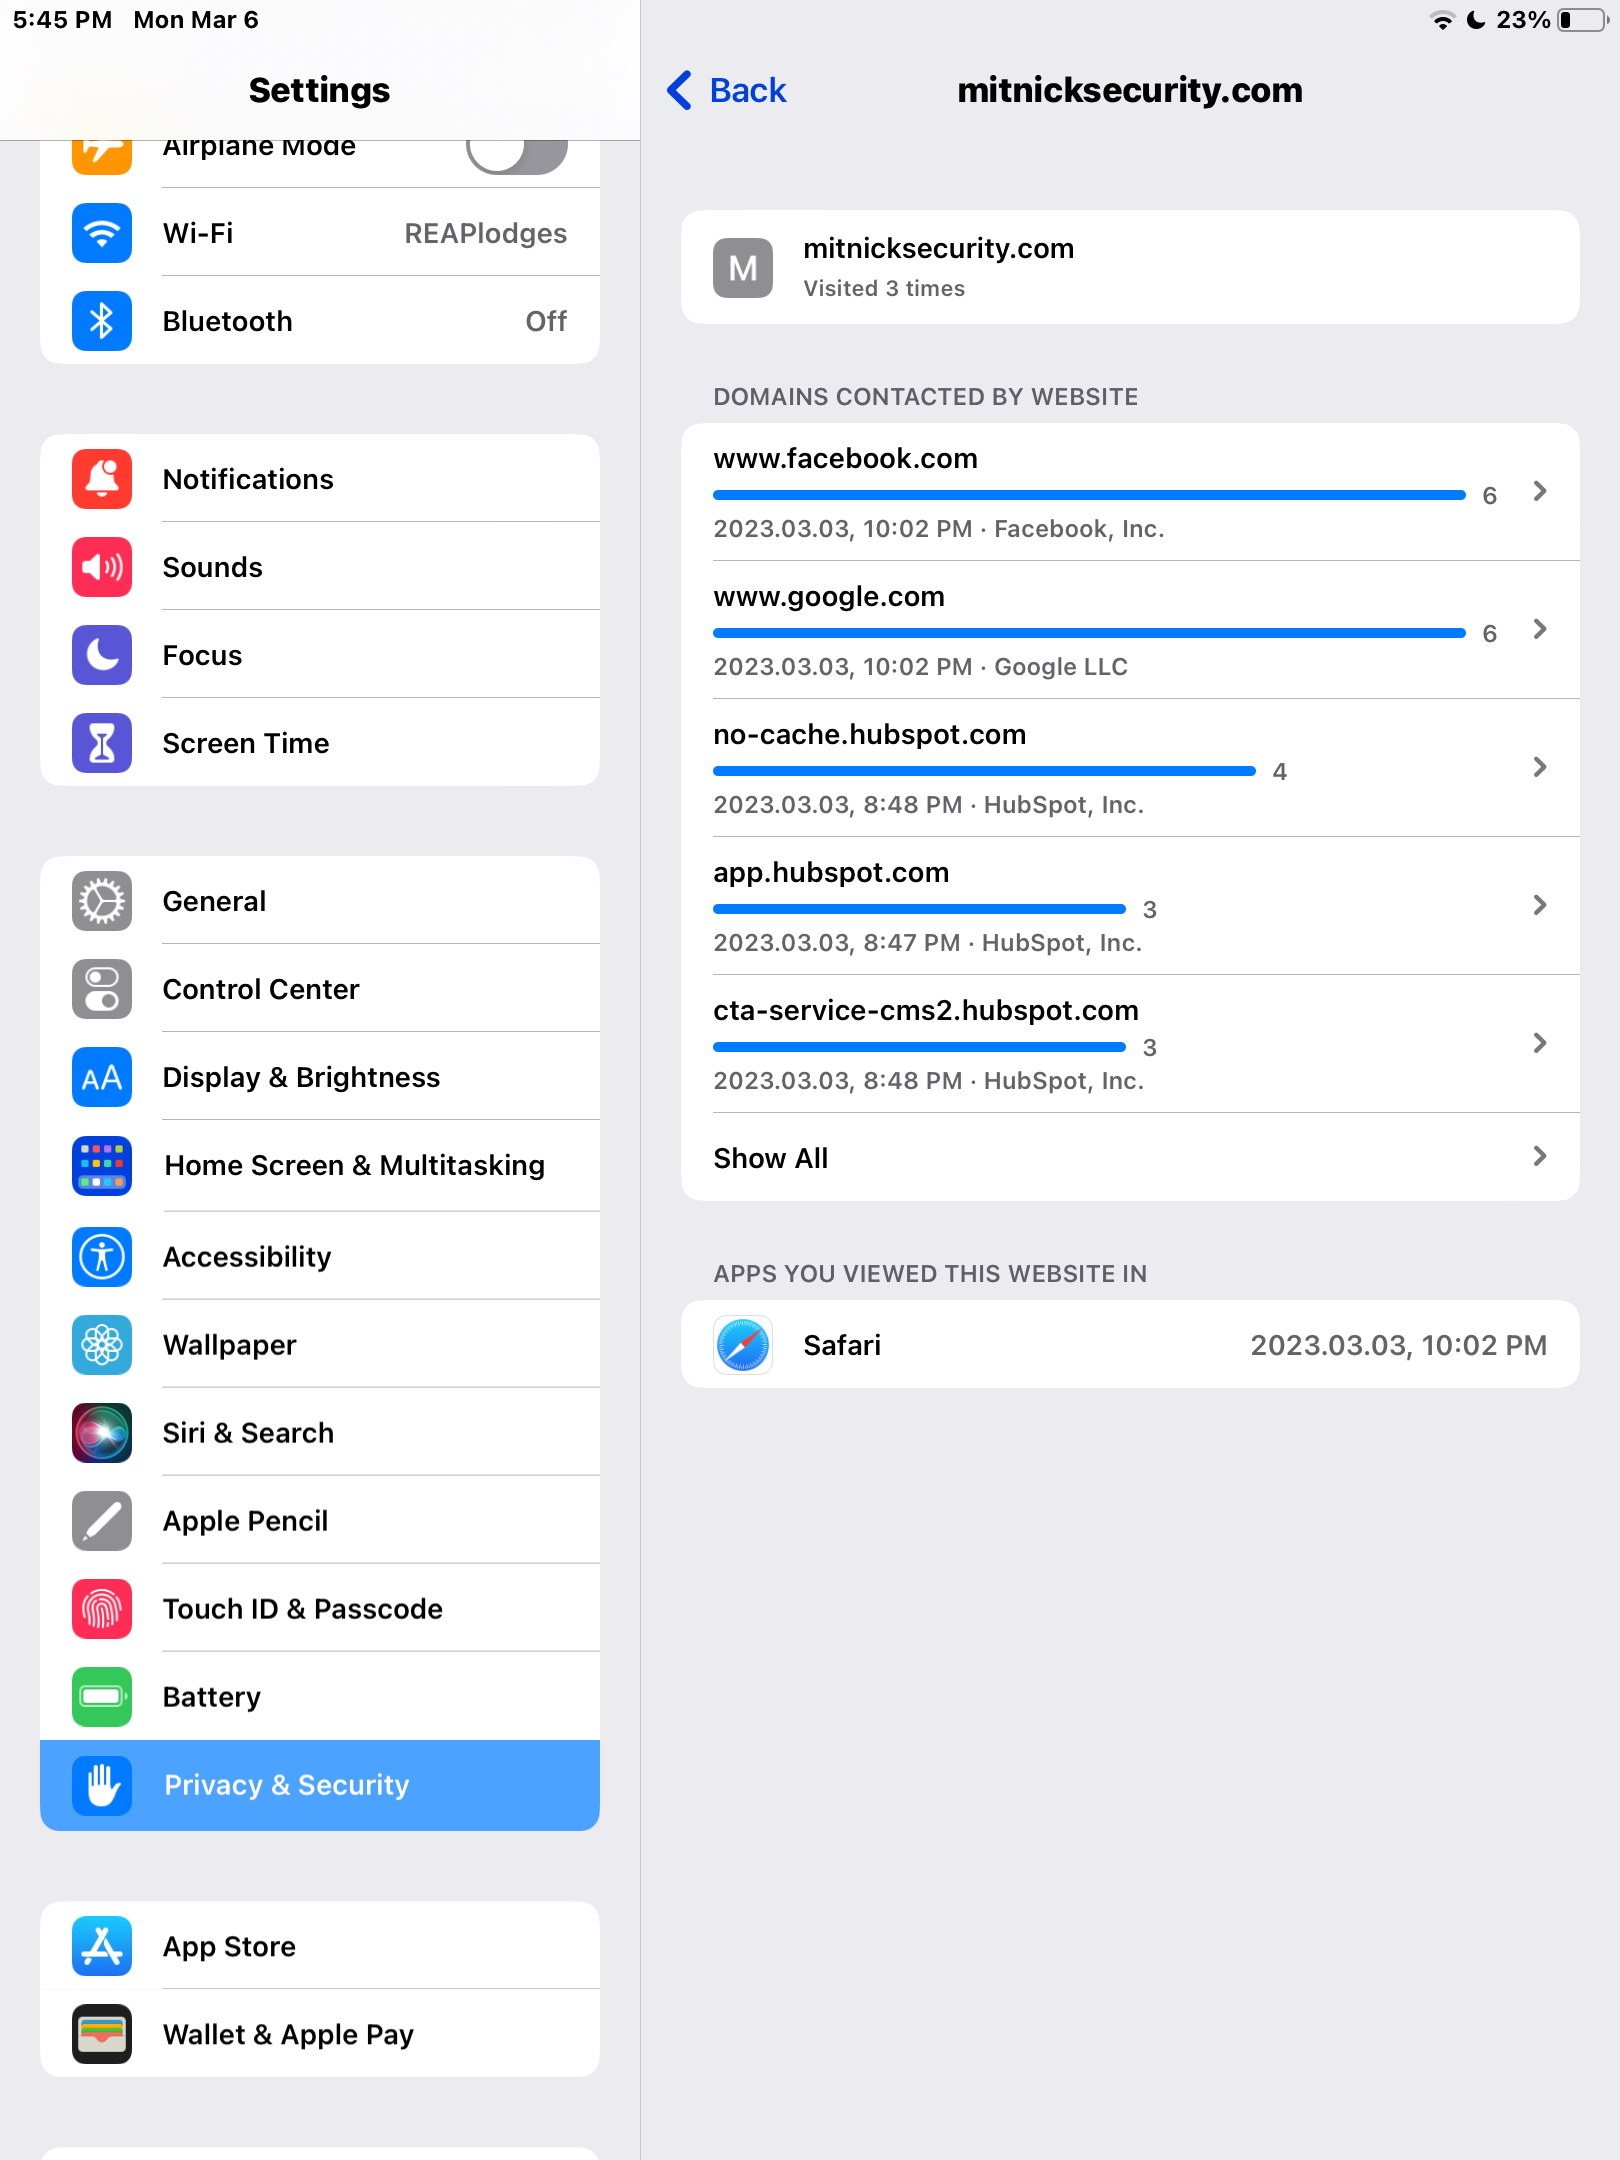 5:45 PM Mon Mar 6
23%
Settings
Airplane Mode
Wi-Fi REAPlodges
Bluetooth Off
Notifications
Sounds
Focus
Screen Time
General
Control Center
AA Display & Brightness
Home Screen & Multitasking
Accessibility
Wallpaper
Siri & Search
Apple Pencil
Touch ID & Passcode
Battery
Privacy & Security
App Store
Wallet & Apple Pay
Back mitnicksecurity.com
M
mitnicksecurity.com
Visited 3 times
DOMAINS CONTACTED BY WEBSITE
www.facebook.com
6
2023.03.03, 10:02 PM · Facebook, Inc.
www.google.com
6
2023.03.03, 10:02 PM · Google LLC
no-cache.hubspot.com
4
2023.03.03, 8:48 PM · HubSpot, Inc.
app.hubspot.com
3
2023.03.03, 8:47 PM · HubSpot, Inc.
cta-service-cms2.hubspot.com
3
2023.03.03, 8:48 PM · HubSpot, Inc.
Show All
APPS YOU VIEWED THIS WEBSITE IN
Safari 2023.03.03, 10:02 PM